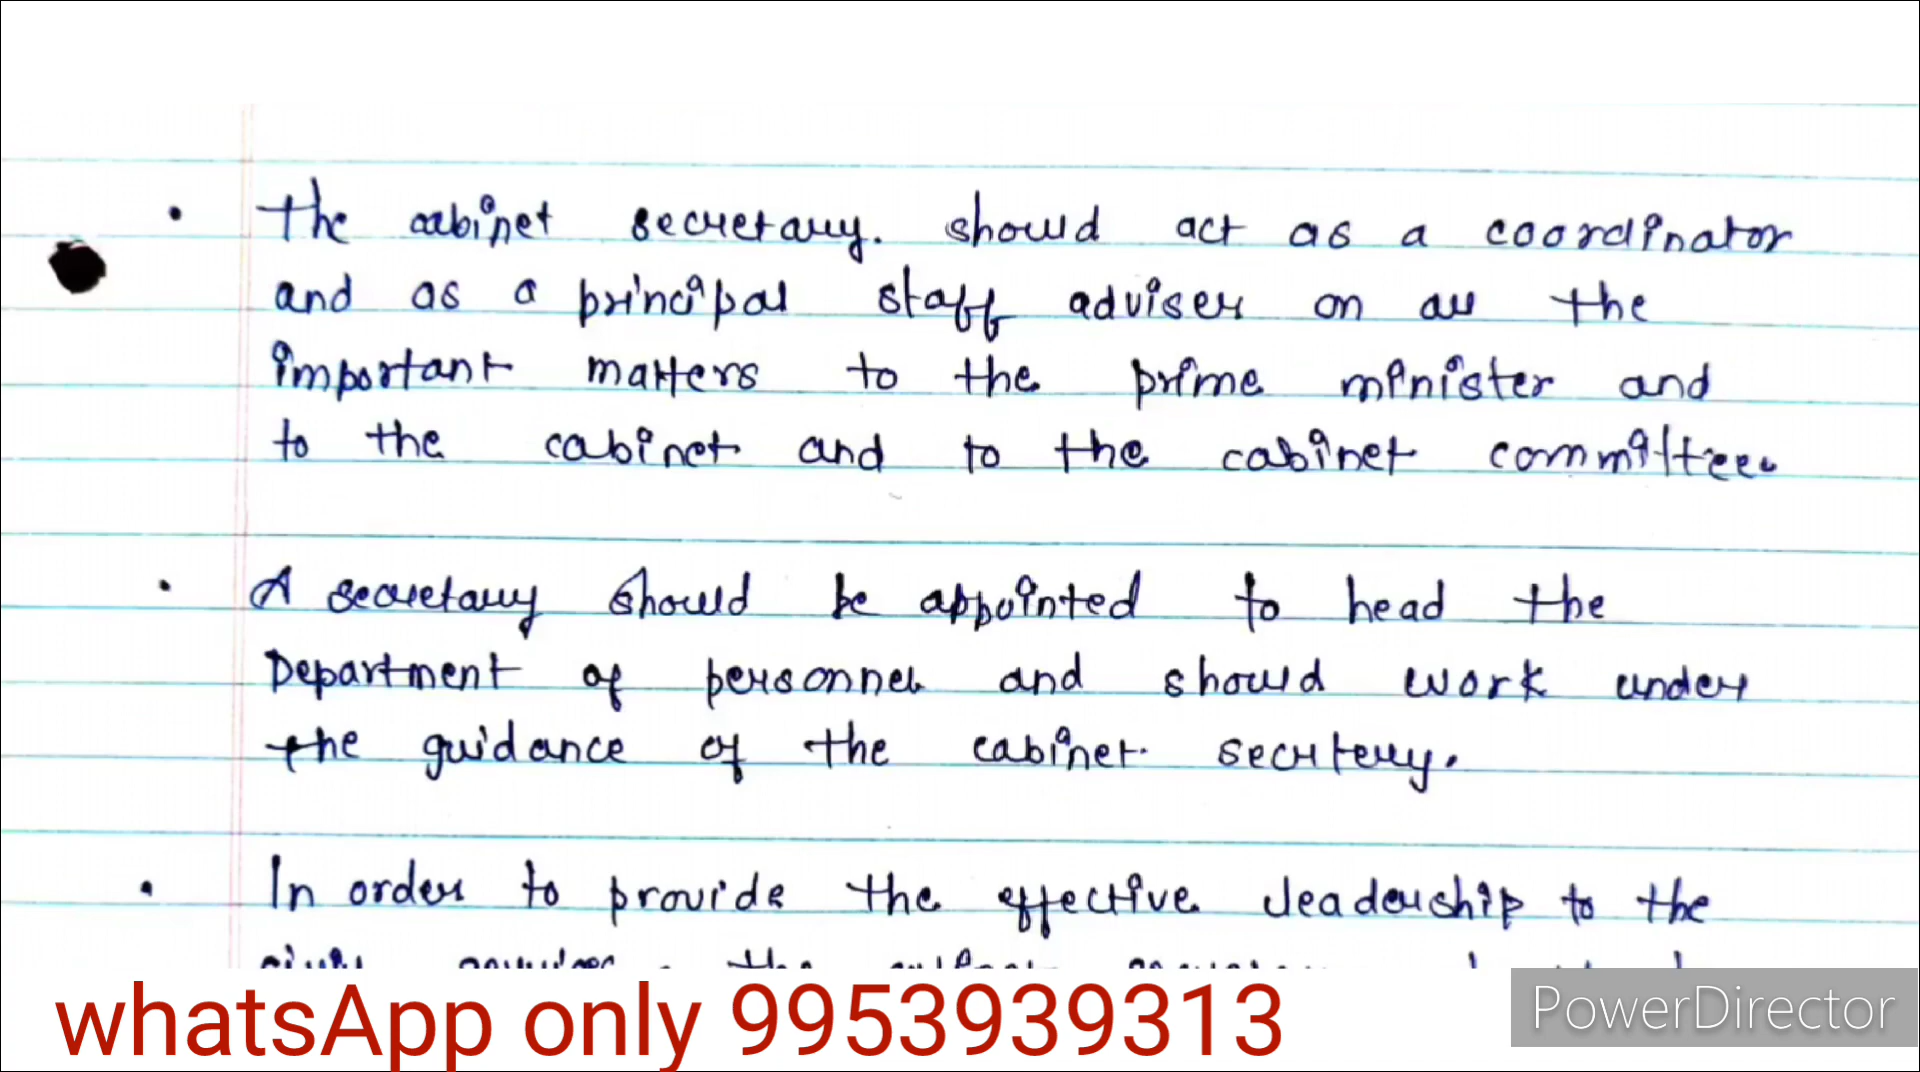 • The cabinet secretary. should act as a coordinator
and as a principal staff adviser on all the
important matters to the prime minister and
to the cabinet and to the cabinet committee.
• A secretary should be appointed to head the
Department of personnel and should work under
the guidance of the cabinet secretery.
• In order to provide the effective leadership to the
whatsApp only 9953939313
PowerDirector